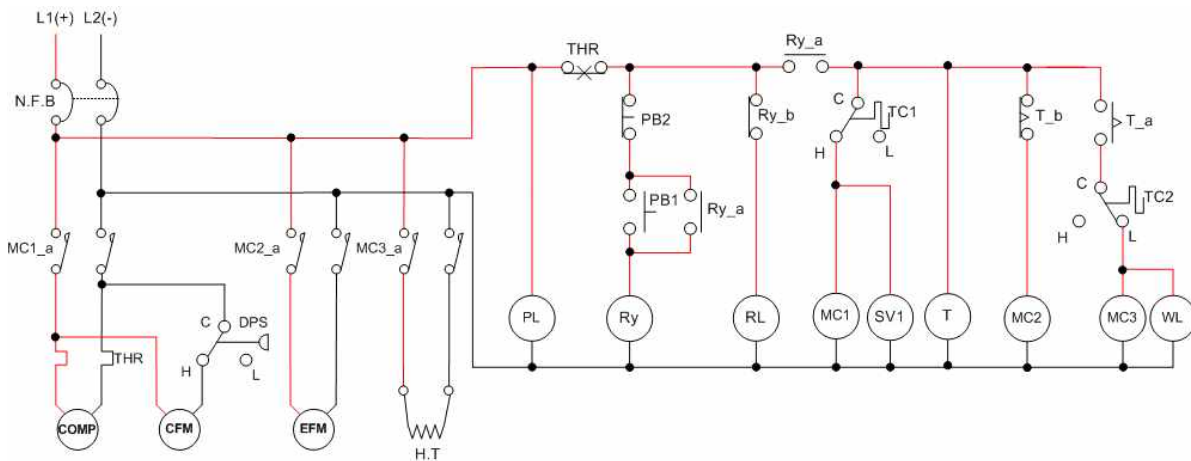 L1(+) L2(-)
N.F.B
THR
Ry_a
PB2
Ry_b
C
TC1
H
L
T_b
T_a
PB1
Ry_a
C
TC2
H
L
MC1_a
MC2_a
MC3_a
C
DPS
H
L
THR
PL
Ry
RL
MC1
SV1
T
MC2
MC3
WL
COMP
CFM
EFM
H.T